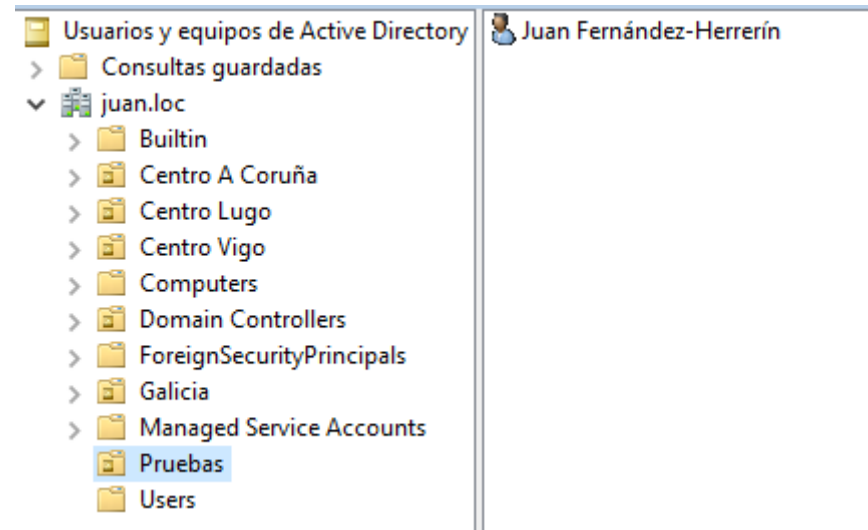 Usuarios y equipos de Active Directory
Consultas guardadas
juan.loc
Builtin
Centro A Coruña
Centro Lugo
Centro Vigo
Computers
Domain Controllers
ForeignSecurityPrincipals
Galicia
Managed Service Accounts
Pruebas
Users
Juan Fernández-Herrerín